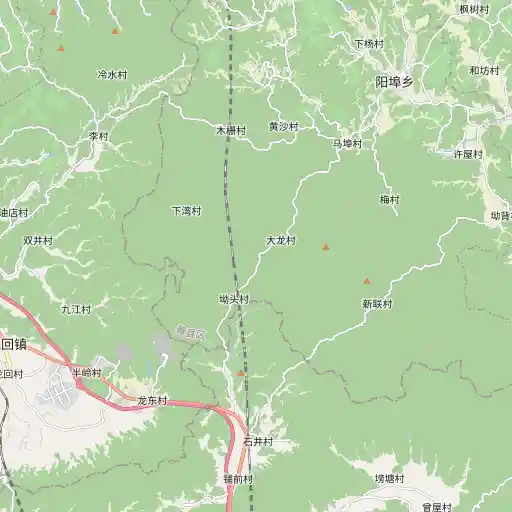 枫树村
下杨村
和坊村
冷水村
阳埠乡
木栅村
黄沙村
李村
马埠村
许屋村
梅村
油店村
下湾村
坳背
双井村
大龙村
坳头村
新联村
九江村
回镇
半岭村
龙东村
石井村
铺前村
塝塘村
曾屋村